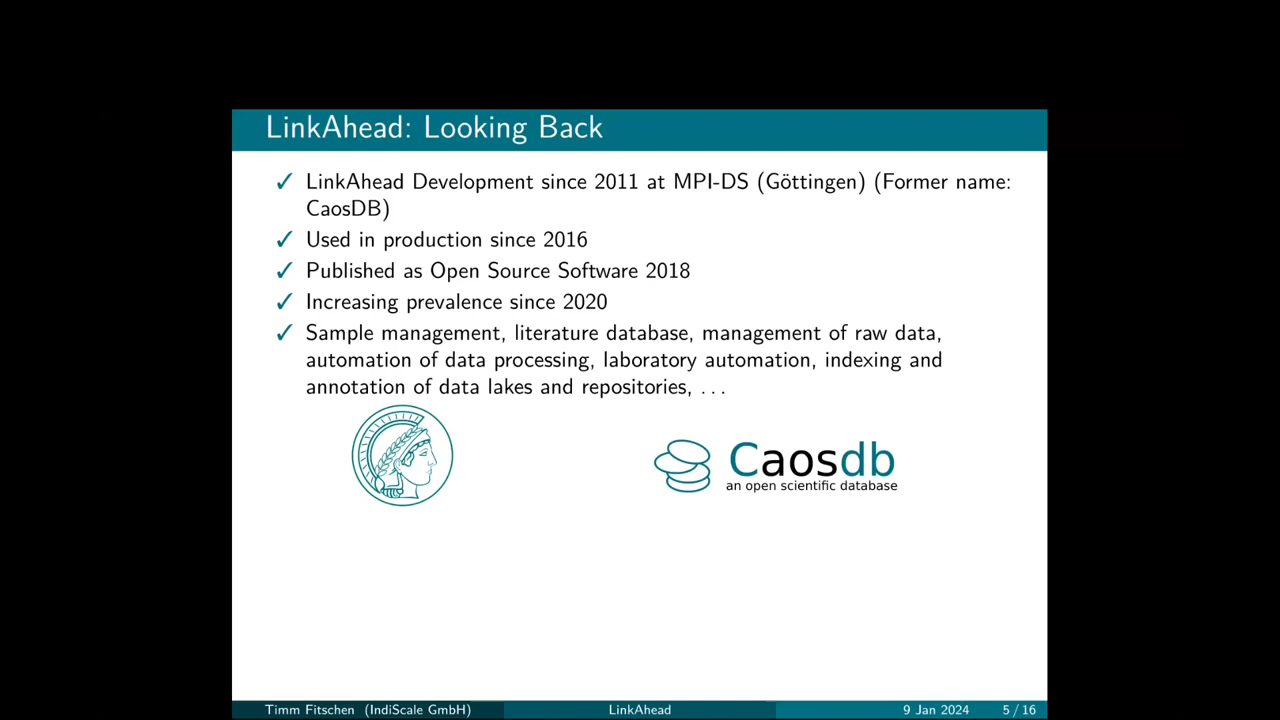 LinkAhead: Looking Back
✓ LinkAhead Development since 2011 at MPI-DS (Göttingen) (Former name:
CaosDB)
✓ Used in production since 2016
✓ Published as Open Source Software 2018
✓ Increasing prevalence since 2020
✓ Sample management, literature database, management of raw data,
automation of data processing, laboratory automation, indexing and
annotation of data lakes and repositories, ...
Caosdb
an open scientific database
Timm Fitschen (IndiScale GmbH) LinkAhead 9 Jan 2024 5 / 16